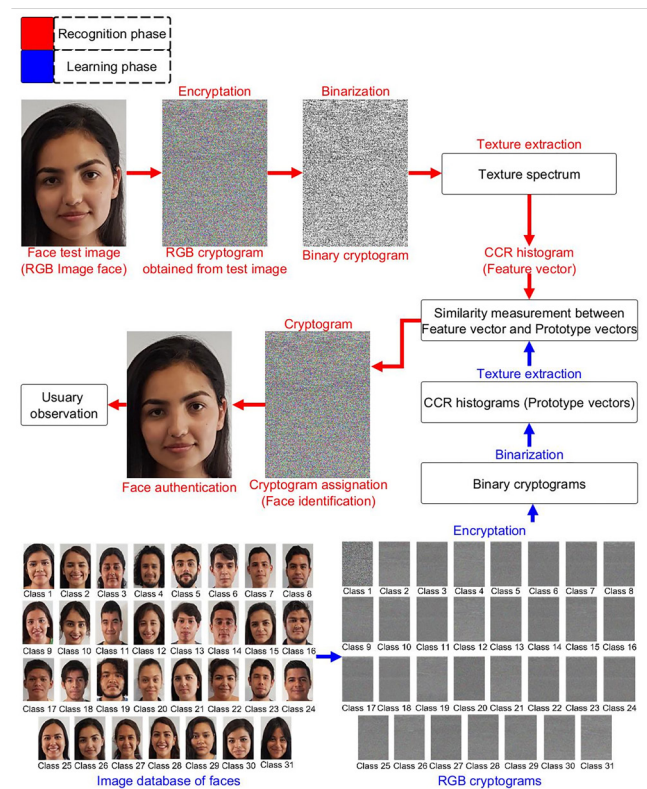 Recognition phase
Learning phase
Encryptation
Binarization
Texture extraction
Texture spectrum
Face test image
(RGB Image face)
RGB cryptogram
obtained from test image
Binary cryptogram
CCR histogram
(Feature vector)
Similarity measurement between
Feature vector and Prototype vectors
Cryptogram
Texture extraction
Usuary
observation
CCR histograms (Prototype vectors)
Binarization
Face authentication
Cryptogram assignation
(Face identification)
Binary cryptograms
Encryptation
Class 1 Class 2 Class 3 Class 4 Class 5 Class 6 Class 7 Class 8
Class 9 Class 10 Class 11 Class 12 Class 13 Class 14 Class 15 Class 16
Class 17 Class 18 Class 19 Class 20 Class 21 Class 22 Class 23 Class 24
Class 25 Class 26 Class 27 Class 28 Class 29 Class 30 Class 31
Image database of faces
Class 1 Class 2 Class 3 Class 4 Class 5 Class 6 Class 7 Class 8
Class 9 Class 10 Class 11 Class 12 Class 13 Class 14 Class 15 Class 16
Class 17 Class 18 Class 19 Class 20 Class 21 Class 22 Class 23 Class 24
Class 25 Class 26 Class 27 Class 28 Class 29 Class 30 Class 31
RGB cryptograms